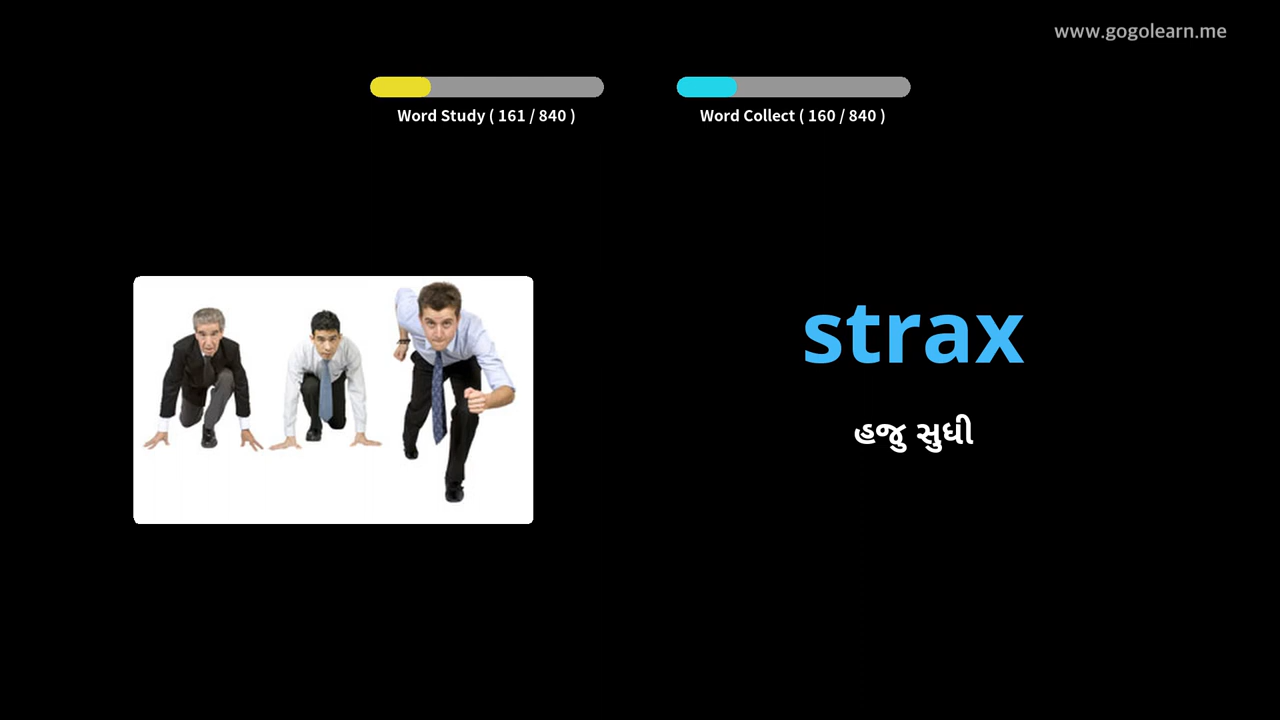 www.gogolearn.me
Word Study ( 161 / 840 )
Word Collect ( 160 / 840 )
strax
હજુ સુધી